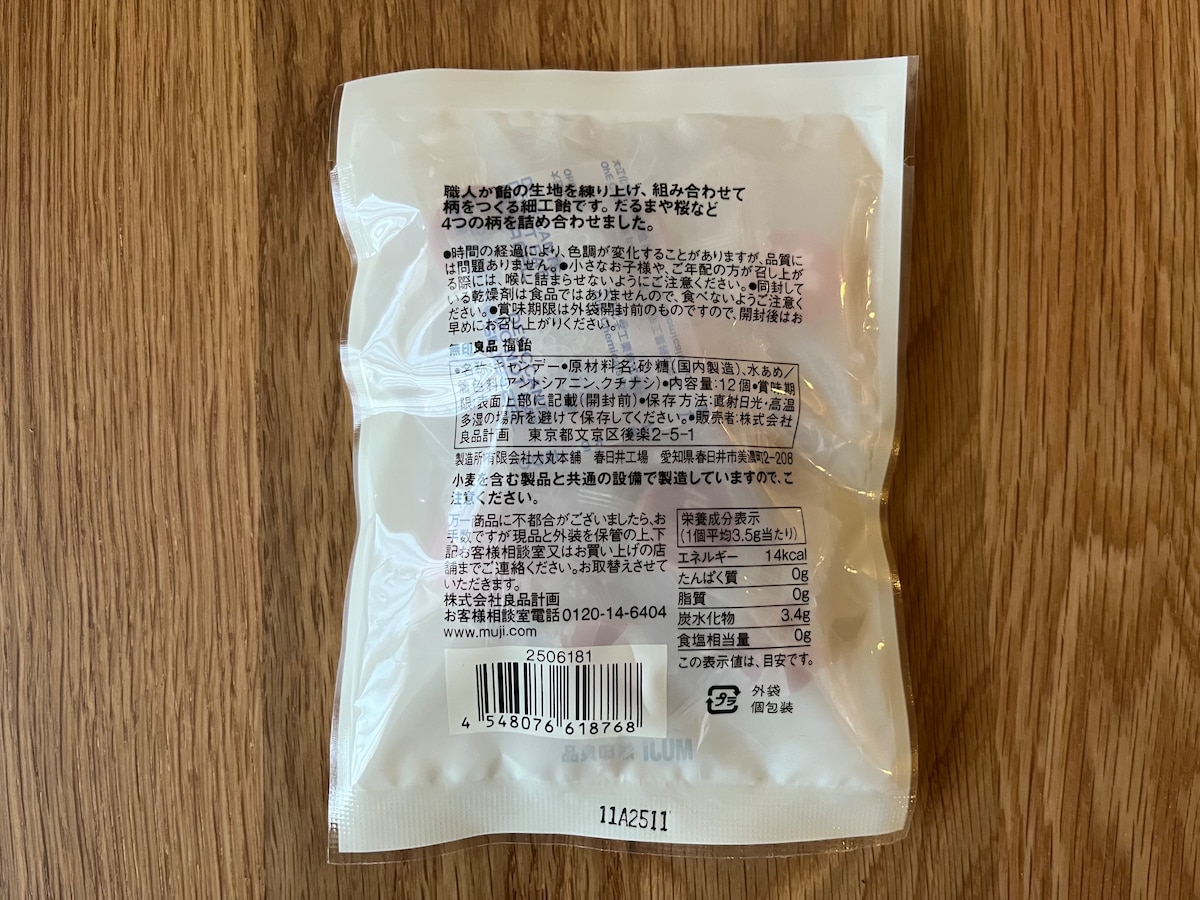 職人が飴の生地を練り上げ、組み合わせて
柄をつくる細工飴です。だるまや桜など
4つの柄を詰め合わせました。
●時間の経過により、色調が変化することがありますが、品質に
は問題ありません。●小さなお子様や、ご年配の方が召し上が
る際には、喉に詰まらせないようにご注意ください。●同封して
いる乾燥剤は食品ではありませんので、食べないようご注意く
ださい。●賞味期限は外袋開封前のものですので、開封後はお
早めにお召し上がりください。
無印良品 福飴
●名称:キャンデー●原材料名:砂糖(国内製造)、水あめ/
着色料(アントシアニン、クチナシ)●内容量:12個●賞味期
限:表面上部に記載(開封前)●保存方法:直射日光・高温
多湿の場所を避けて保存してください。●販売者:株式会社
良品計画 東京都文京区後楽2-5-1
製造所:有限会社大丸本舗 春日井工場 愛知県春日井市美濃町2-208
小麦を含む製品と共通の設備で製造していますので、ご
注意ください。
万一商品に不都合がございましたら、お
手数ですが現品と外装を保管の上、下
記お客様相談室又はお買い上げの店
舗までご連絡ください。お取替えさせて
いただきます。
株式会社良品計画
お客様相談室電話0120-14-6404
www.muji.com
栄養成分表示
(1個平均3.5g当たり)
エネルギー 14kcal
たんぱく質 0g
脂質 0g
炭水化物 3.4g
食塩相当量 0g
この表示値は、目安です。
プラ 外袋
個包装
2506181
4 548076 618768
MUJI 無印良品
11A2511